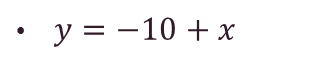 • y = −10 + x